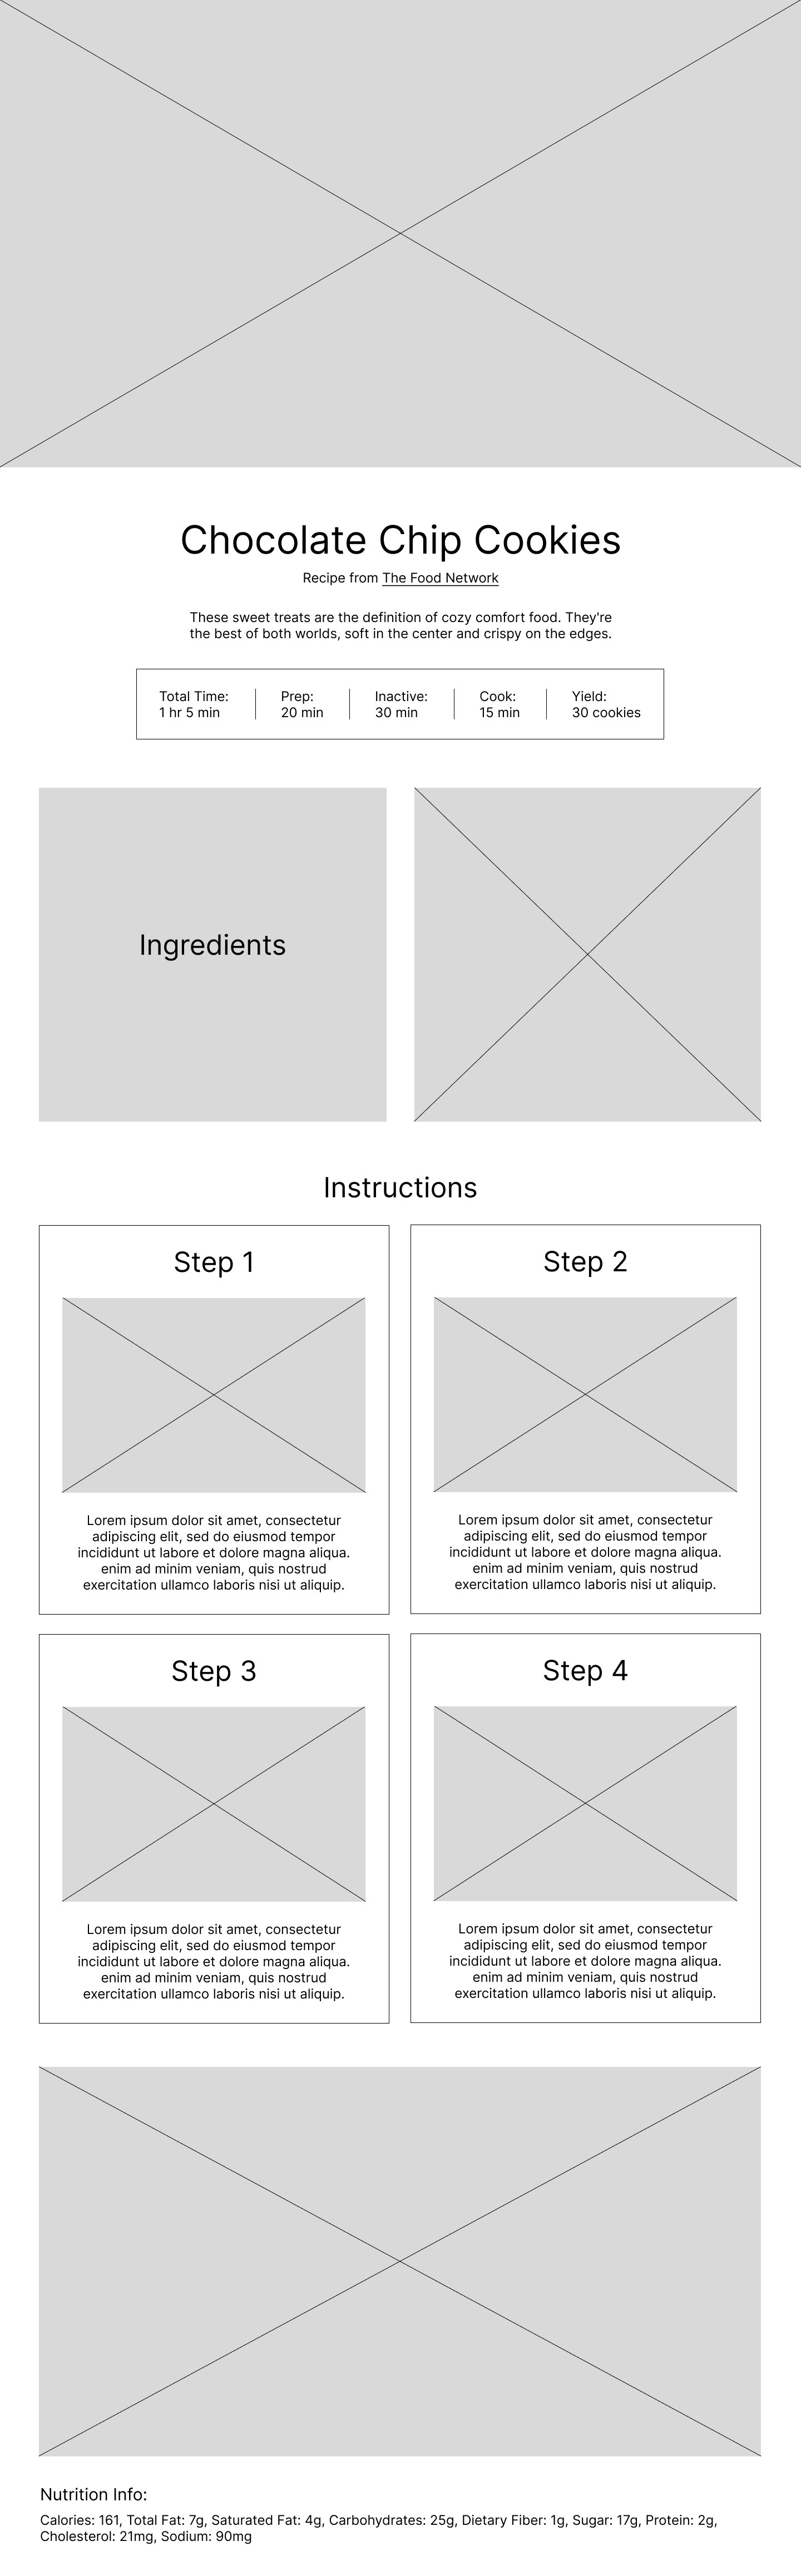 Chocolate Chip Cookies
Recipe from The Food Network
These sweet treats are the definition of cozy comfort food. They're
the best of both worlds, soft in the center and crispy on the edges.
Total Time:
1 hr 5 min
Prep:
20 min
Inactive:
30 min
Cook:
15 min
Yield:
30 cookies
Ingredients
Instructions
Step 1
Lorem ipsum dolor sit amet, consectetur
adipiscing elit, sed do eiusmod tempor
incididunt ut labore et dolore magna aliqua.
enim ad minim veniam, quis nostrud
exercitation ullamco laboris nisi ut aliquip.
Step 2
Lorem ipsum dolor sit amet, consectetur
adipiscing elit, sed do eiusmod tempor
incididunt ut labore et dolore magna aliqua.
enim ad minim veniam, quis nostrud
exercitation ullamco laboris nisi ut aliquip.
Step 3
Lorem ipsum dolor sit amet, consectetur
adipiscing elit, sed do eiusmod tempor
incididunt ut labore et dolore magna aliqua.
enim ad minim veniam, quis nostrud
exercitation ullamco laboris nisi ut aliquip.
Step 4
Lorem ipsum dolor sit amet, consectetur
adipiscing elit, sed do eiusmod tempor
incididunt ut labore et dolore magna aliqua.
enim ad minim veniam, quis nostrud
exercitation ullamco laboris nisi ut aliquip.
Nutrition Info:
Calories: 161, Total Fat: 7g, Saturated Fat: 4g, Carbohydrates: 25g, Dietary Fiber: 1g, Sugar: 17g, Protein: 2g,
Cholesterol: 21mg, Sodium: 90mg